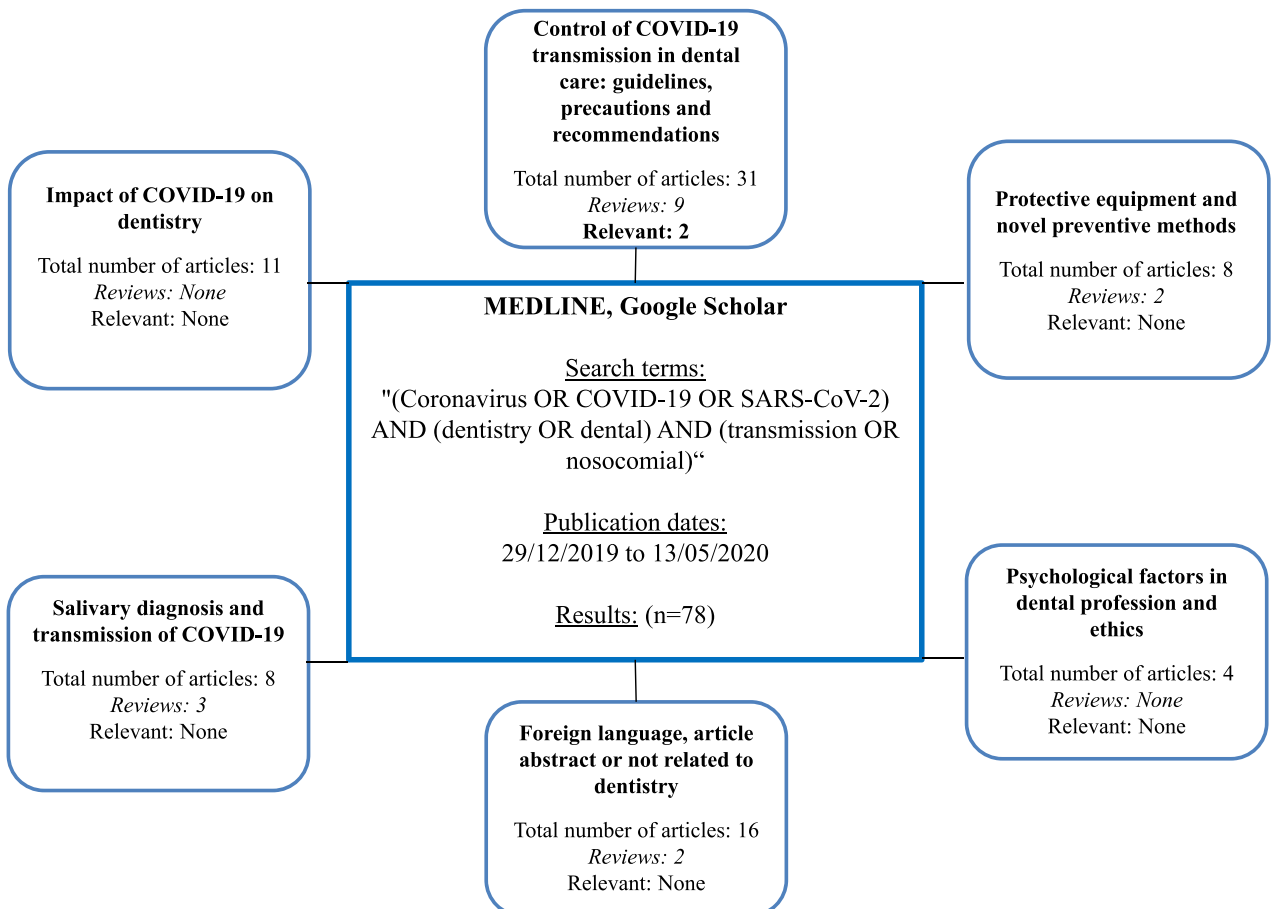 Control of COVID-19
transmission in dental
care: guidelines,
precautions and
recommendations
Total number of articles: 31
Reviews: 9
Relevant: 2
Impact of COVID-19 on
dentistry
Total number of articles: 11
Reviews: None
Relevant: None
Protective equipment and
novel preventive methods
Total number of articles: 8
Reviews: 2
Relevant: None
MEDLINE, Google Scholar
Search terms:
"(Coronavirus OR COVID-19 OR SARS-CoV-2)
AND (dentistry OR dental) AND (transmission OR
nosocomial)“
Publication dates:
29/12/2019 to 13/05/2020
Results: (n=78)
Salivary diagnosis and
transmission of COVID-19
Total number of articles: 8
Reviews: 3
Relevant: None
Psychological factors in
dental profession and
ethics
Total number of articles: 4
Reviews: None
Relevant: None
Foreign language, article
abstract or not related to
dentistry
Total number of articles: 16
Reviews: 2
Relevant: None